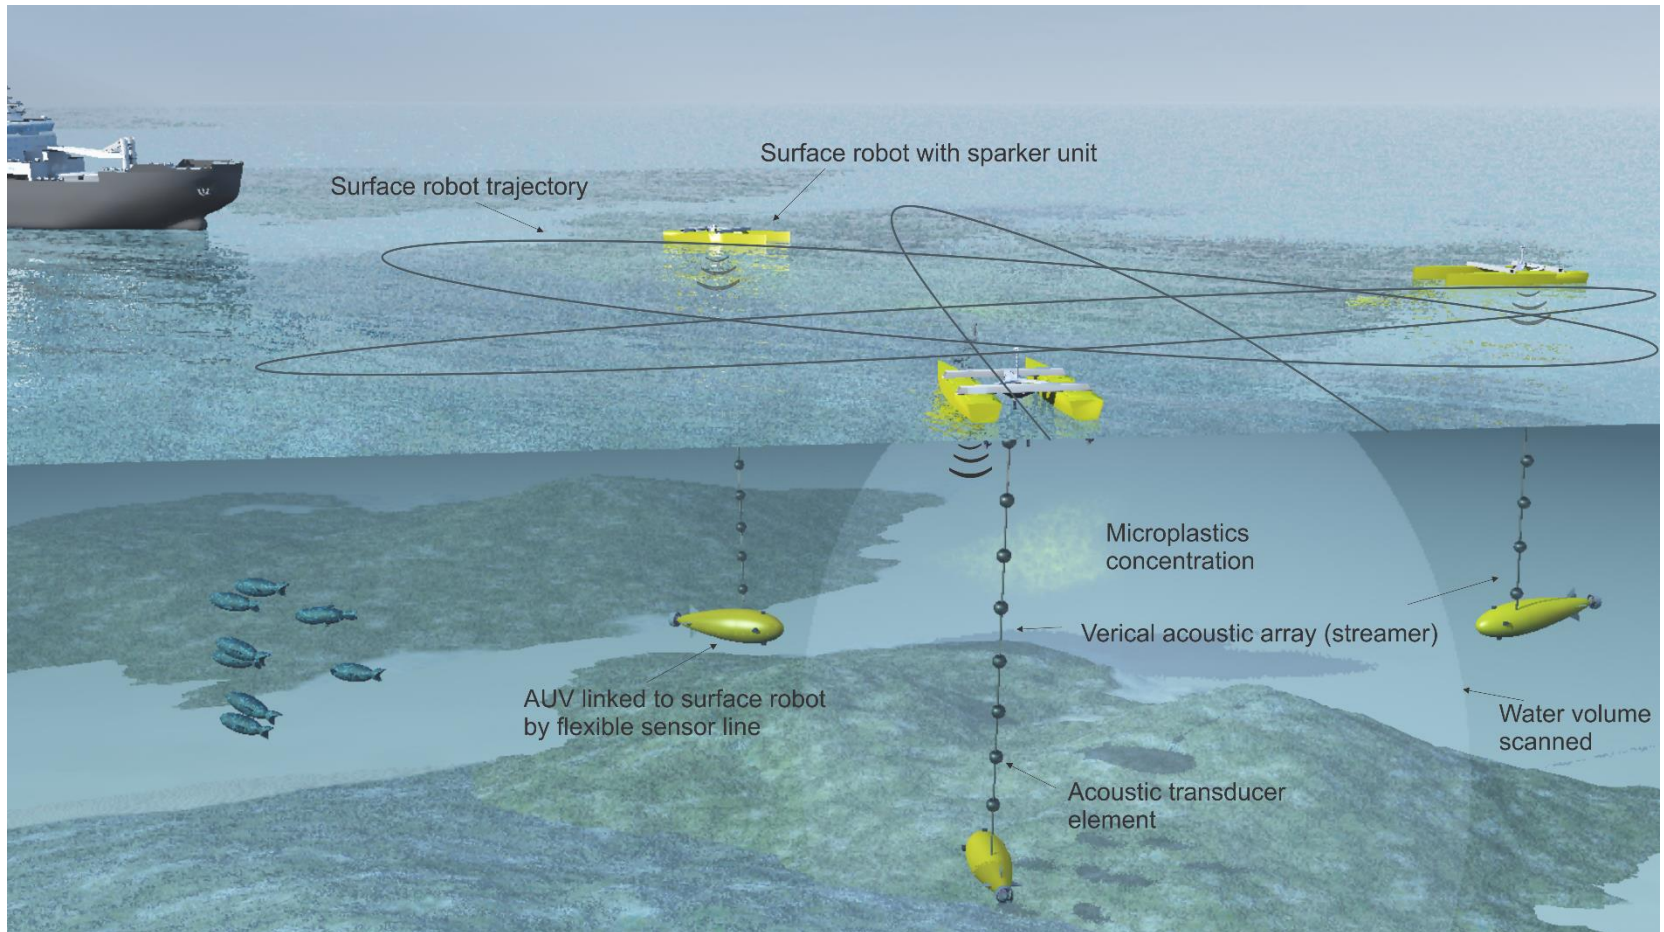 Surface robot with sparker unit
Surface robot trajectory
Microplastics
concentration
Verical acoustic array (streamer)
AUV linked to surface robot
by flexible sensor line
Water volume
scanned
Acoustic transducer
element